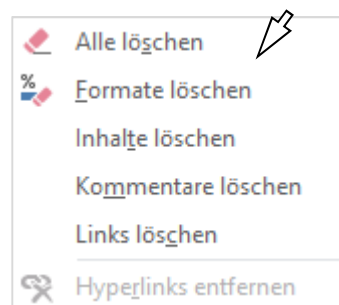 Alle löschen
% Formate löschen
Inhalte löschen
Kommentare löschen
Links löschen
Hyperlinks entfernen